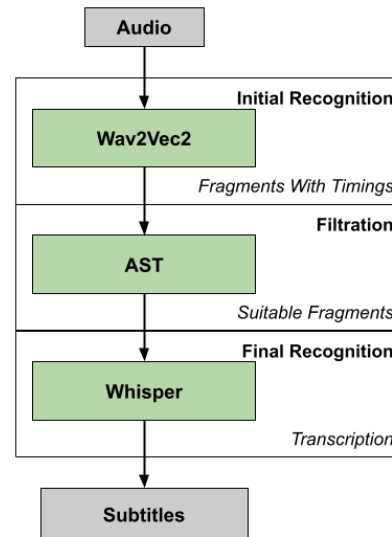 Audio
Initial Recognition
Wav2Vec2
Fragments With Timings
Filtration
AST
Suitable Fragments
Final Recognition
Whisper
Transcription
Subtitles